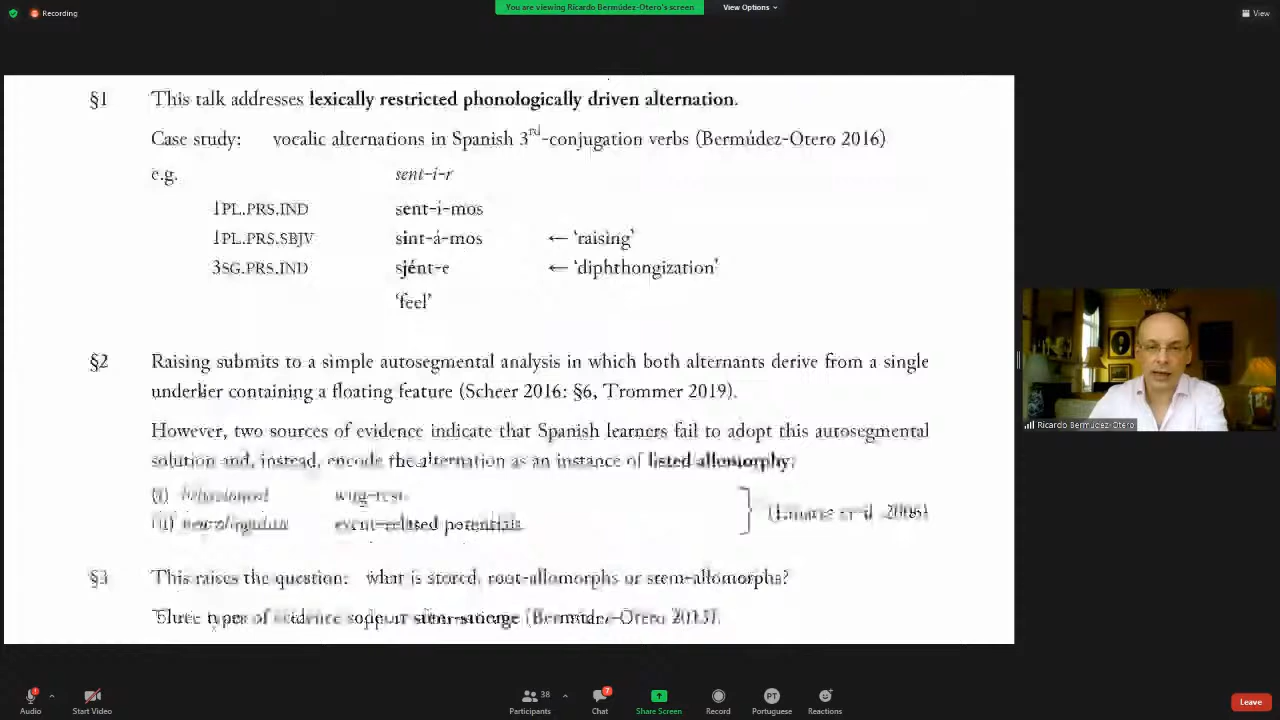 Recording
You are viewing Ricardo Bermúdez-Otero's screen
View Options
View
§1 This talk addresses lexically restricted phonologically driven alternation.
Case study: vocalic alternations in Spanish 3rd-conjugation verbs (Bermúdez-Otero 2016)
e.g. sent-i-r
1PL.PRS.IND sent-í-mos
1PL.PRS.SBJV sint-á-mos ← 'raising'
3SG.PRS.IND sjént-e ← 'diphthongization'
'feel'
§2 Raising submits to a simple autosegmental analysis in which both alternants derive from a single
underlier containing a floating feature (Scheer 2016: §6, Trommer 2019).
However, two sources of evidence indicate that Spanish learners fail to adopt this autosegmental
solution and, instead, encode the alternation as an instance of listed allomorphy:
(i) wug-test
(ii) event-related potentials
§3 This raises the question: what is stored, root-allomorphs or stem-allomorphs?
Three types of evidence support stem-storage (Bermúdez-Otero 2013).
Ricardo Bermúdez-Otero
Audio
Start Video
38
Participants
7
Chat
Share Screen
Record
PT
Portuguese
Reactions
Leave